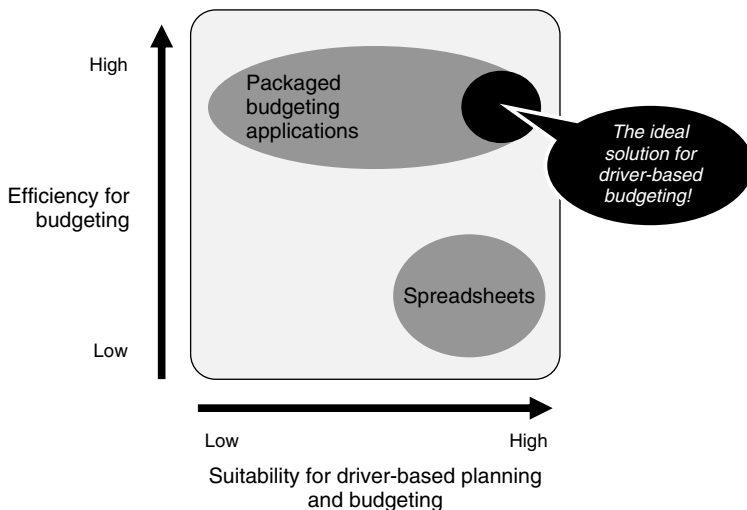 High
Packaged
budgeting
applications
The ideal
solution for
driver-based
budgeting!
Efficiency for
budgeting
Spreadsheets
Low
Low
High
Suitability for driver-based planning
and budgeting